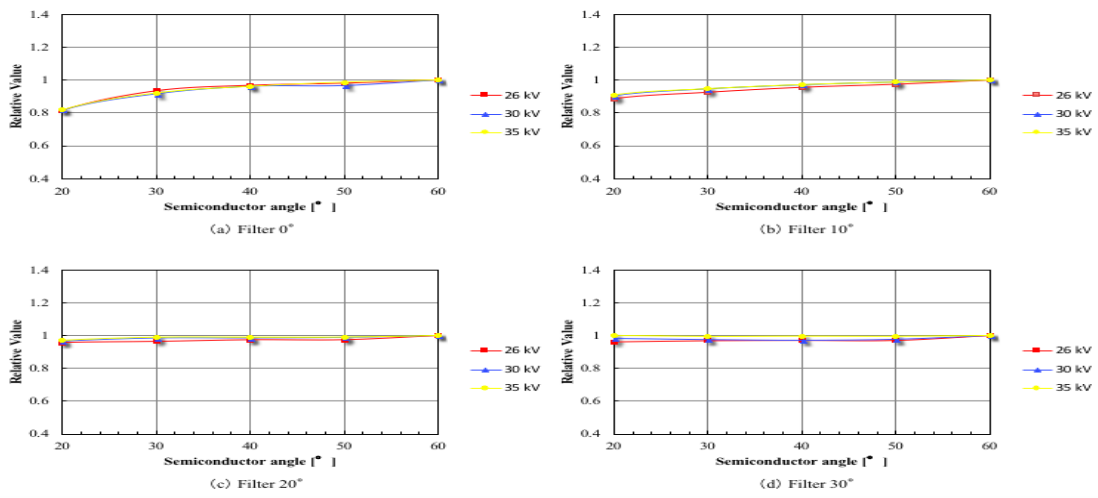 1.4
1.2
1
0.8
0.6
0.4
Relative Value
20 30 40 50 60
Semiconductor angle [° ]
26 kV
30 kV
35 kV
(a) Filter 0°
1.4
1.2
1
0.8
0.6
0.4
Relative Value
20 30 40 50 60
Semiconductor angle [° ]
26 kV
30 kV
35 kV
(b) Filter 10°
1.4
1.2
1
0.8
0.6
0.4
Relative Value
20 30 40 50 60
Semiconductor angle [° ]
26 kV
30 kV
35 kV
(c) Filter 20°
1.4
1.2
1
0.8
0.6
0.4
Relative Value
20 30 40 50 60
Semiconductor angle [° ]
26 kV
30 kV
35 kV
(d) Filter 30°